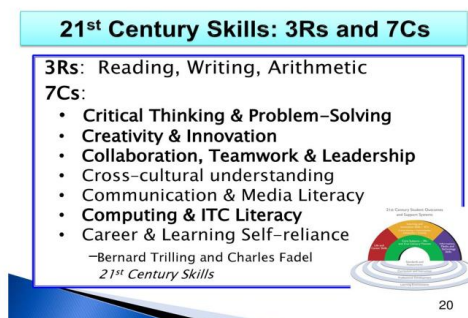 21st Century Skills: 3Rs and 7Cs
3Rs: Reading, Writing, Arithmetic
7Cs:
• Critical Thinking & Problem-Solving
• Creativity & Innovation
• Collaboration, Teamwork & Leadership
• Cross-cultural understanding
• Communication & Media Literacy
• Computing & ITC Literacy
• Career & Learning Self-reliance
—Bernard Trilling and Charles Fadel
21st Century Skills
21st Century Student Outcomes
and Support Systems
20